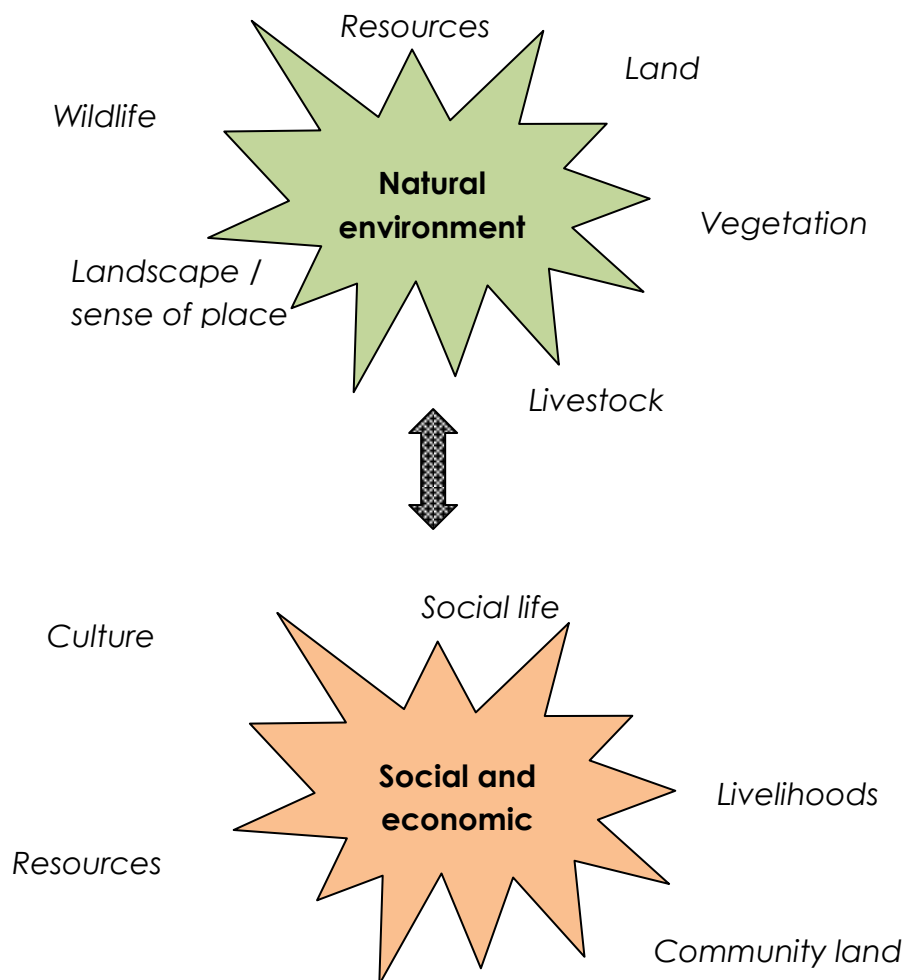 Resources
Land
Wildlife
Natural
environment
Vegetation
Landscape /
sense of place
Livestock
Social life
Culture
Social and
economic
Livelihoods
Resources
Community land